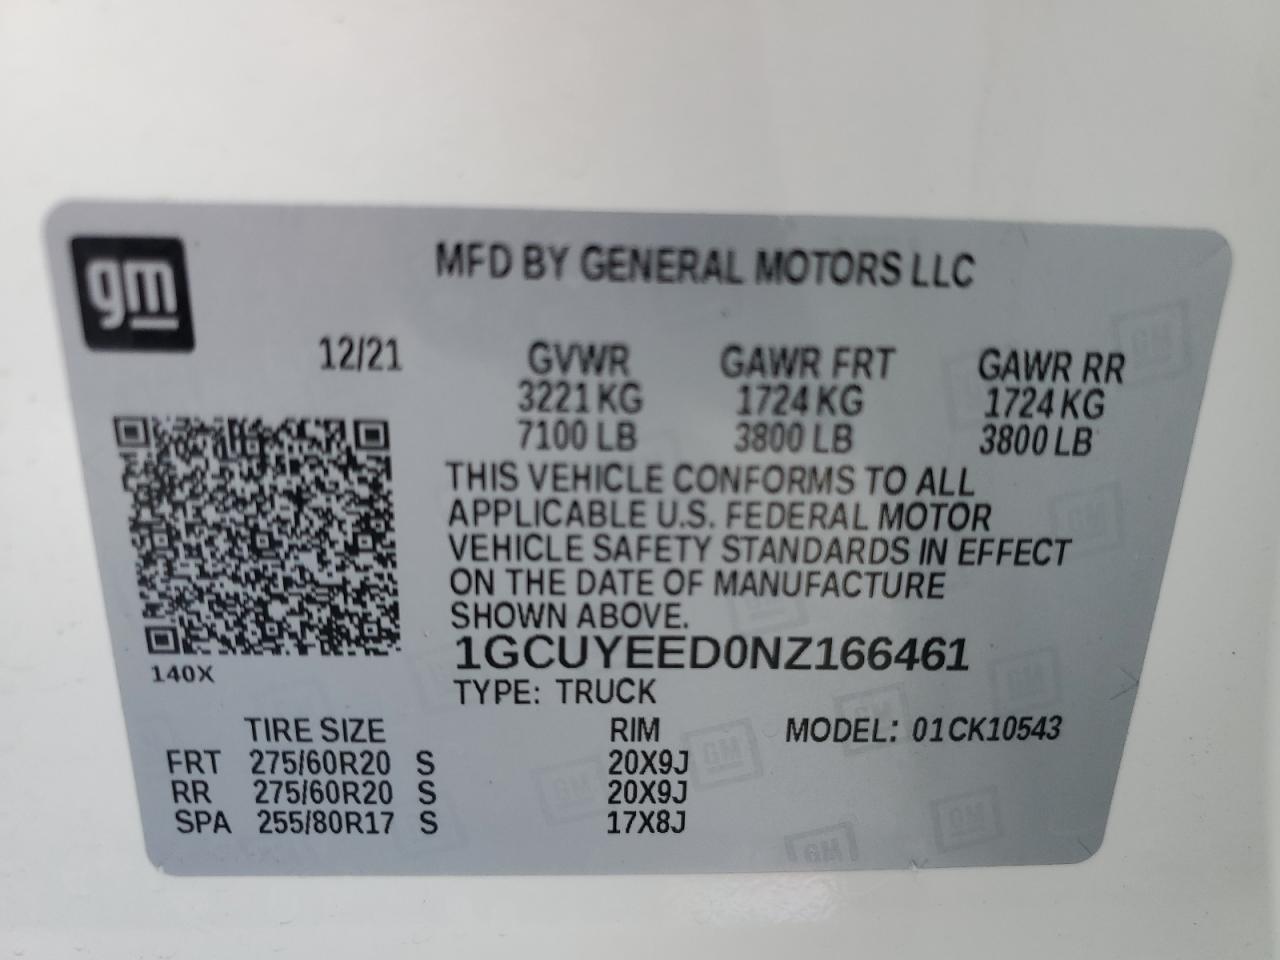 gm
MFD BY GENERAL MOTORS LLC
12/21 GVWR GAWR FRT GAWR RR
3221 KG 1724 KG 1724 KG
7100 LB 3800 LB 3800 LB
THIS VEHICLE CONFORMS TO ALL
APPLICABLE U.S. FEDERAL MOTOR
VEHICLE SAFETY STANDARDS IN EFFECT
ON THE DATE OF MANUFACTURE
SHOWN ABOVE.
1GCUYEED0NZ166461
140X
TYPE: TRUCK
TIRE SIZE RIM MODEL: 01CK10543
FRT 275/60R20 S 20X9J
RR 275/60R20 S 20X9J
SPA 255/80R17 S 17X8J